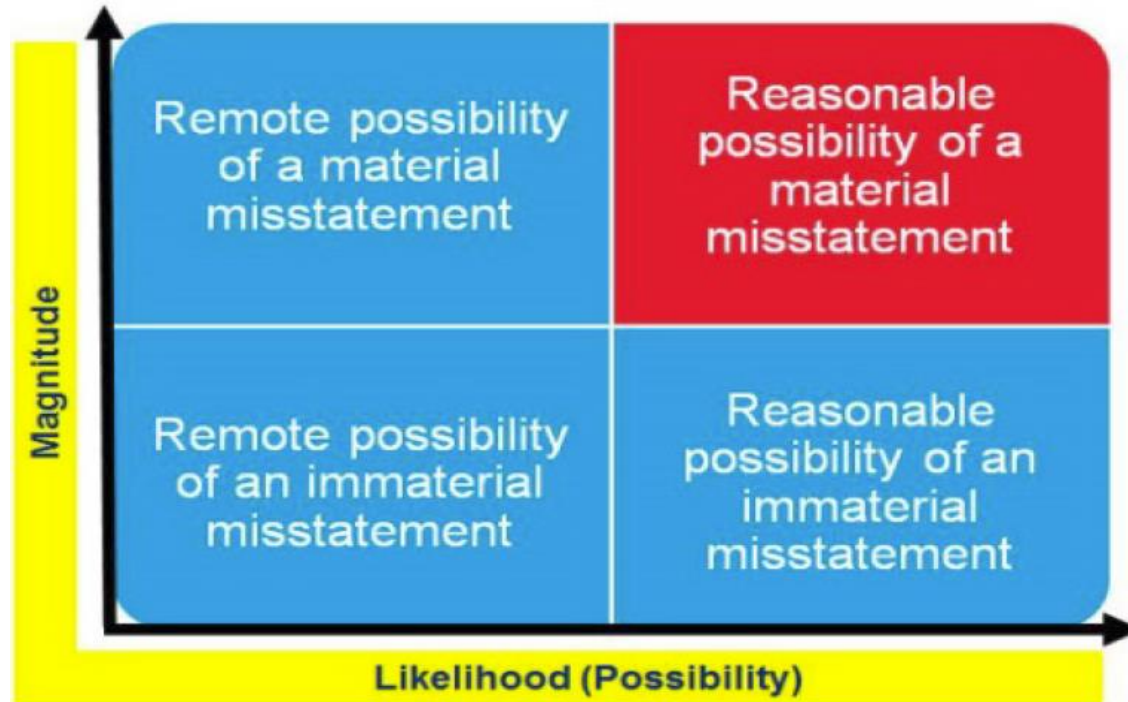 Remote possibility
of a material
misstatement
Reasonable
possibility of a
material
misstatement
Magnitude
Remote possibility
of an immaterial
misstatement
Reasonable
possibility of an
immaterial
misstatement
Likelihood (Possibility)